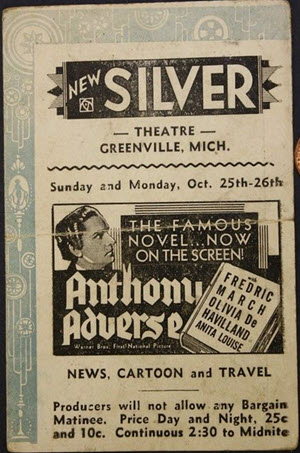 NEW SILVER
— THEATRE —
GREENVILLE, MICH.
Sunday and Monday, Oct. 25th-26th
THE FAMOUS
NOVEL.. NOW
ON THE SCREEN!
Anthony
Adverse
Warner Bros. First National Picture
with
FREDRIC
MARCH
OLIVIA De
HAVILLAND
ANITA LOUISE
NEWS, CARTOON and TRAVEL
Producers will not allow any Bargain
Matinee. Price Day and Night, 25c
and 10c. Continuous 2:30 to Midnite